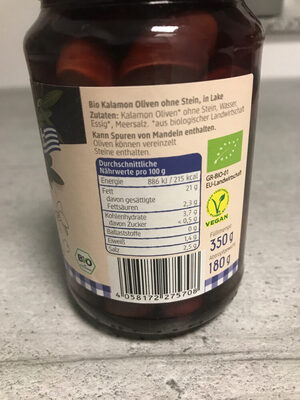 Bio Kalamon Oliven ohne Stein, in Lake
Zutaten: Kalamon Oliven* ohne Stein, Wasser,
Essig*, Meersalz. *aus biologischer Landwirtschaft
Kann Spuren von Mandeln enthalten.
Oliven können vereinzelt
Steine enthalten.
Durchschnittliche
Nährwerte pro 100 g
Energie 886 kJ / 215 kcal
Fett 21 g
davon gesättigte
Fettsäuren 2,3 g
Kohlenhydrate 3,7 g
davon Zucker < 0,5 g
Ballaststoffe 0 g
Eiweiß 1,4 g
Salz 2,5 g
GR-BIO-01
EU-Landwirtschaft
VEGAN
Füllmenge:
350 g
Abtropfgewicht:
180 g
BIO
4 058172 275708